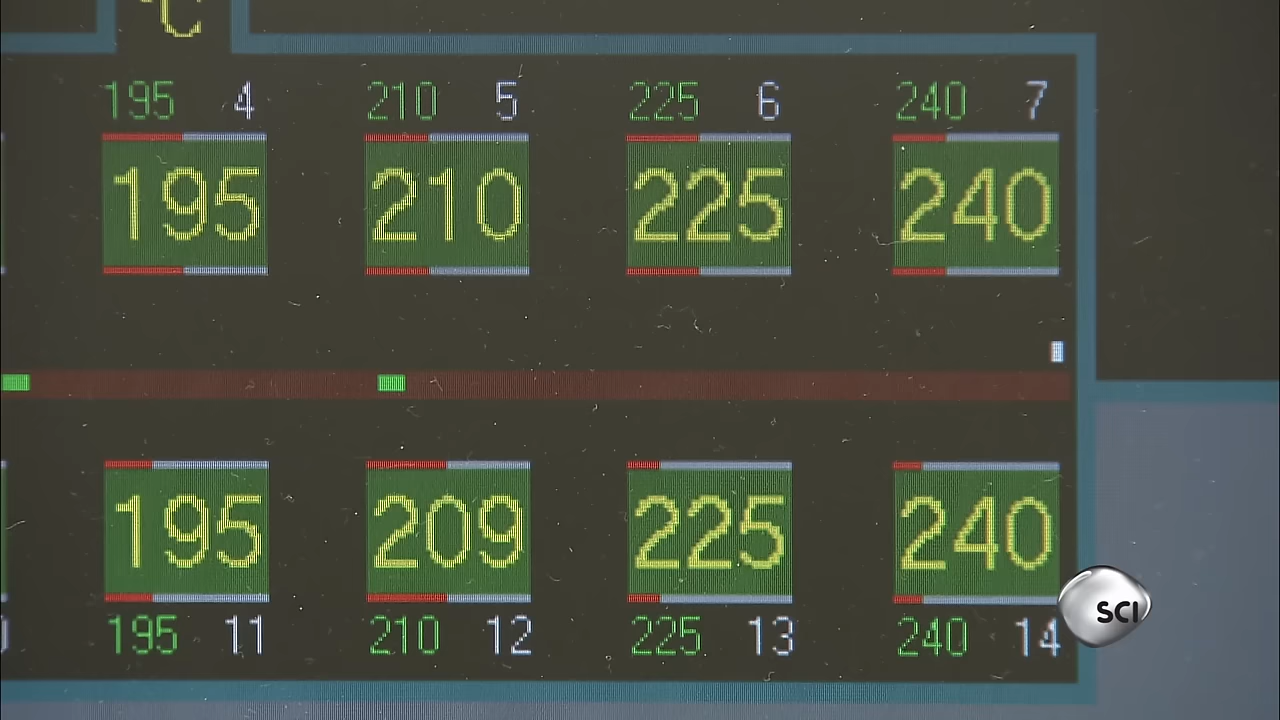 °C
195 4 210 5 225 6 240 7
195 210 225 240
195 209 225 240
195 11 210 12 225 13 240 14
SCI